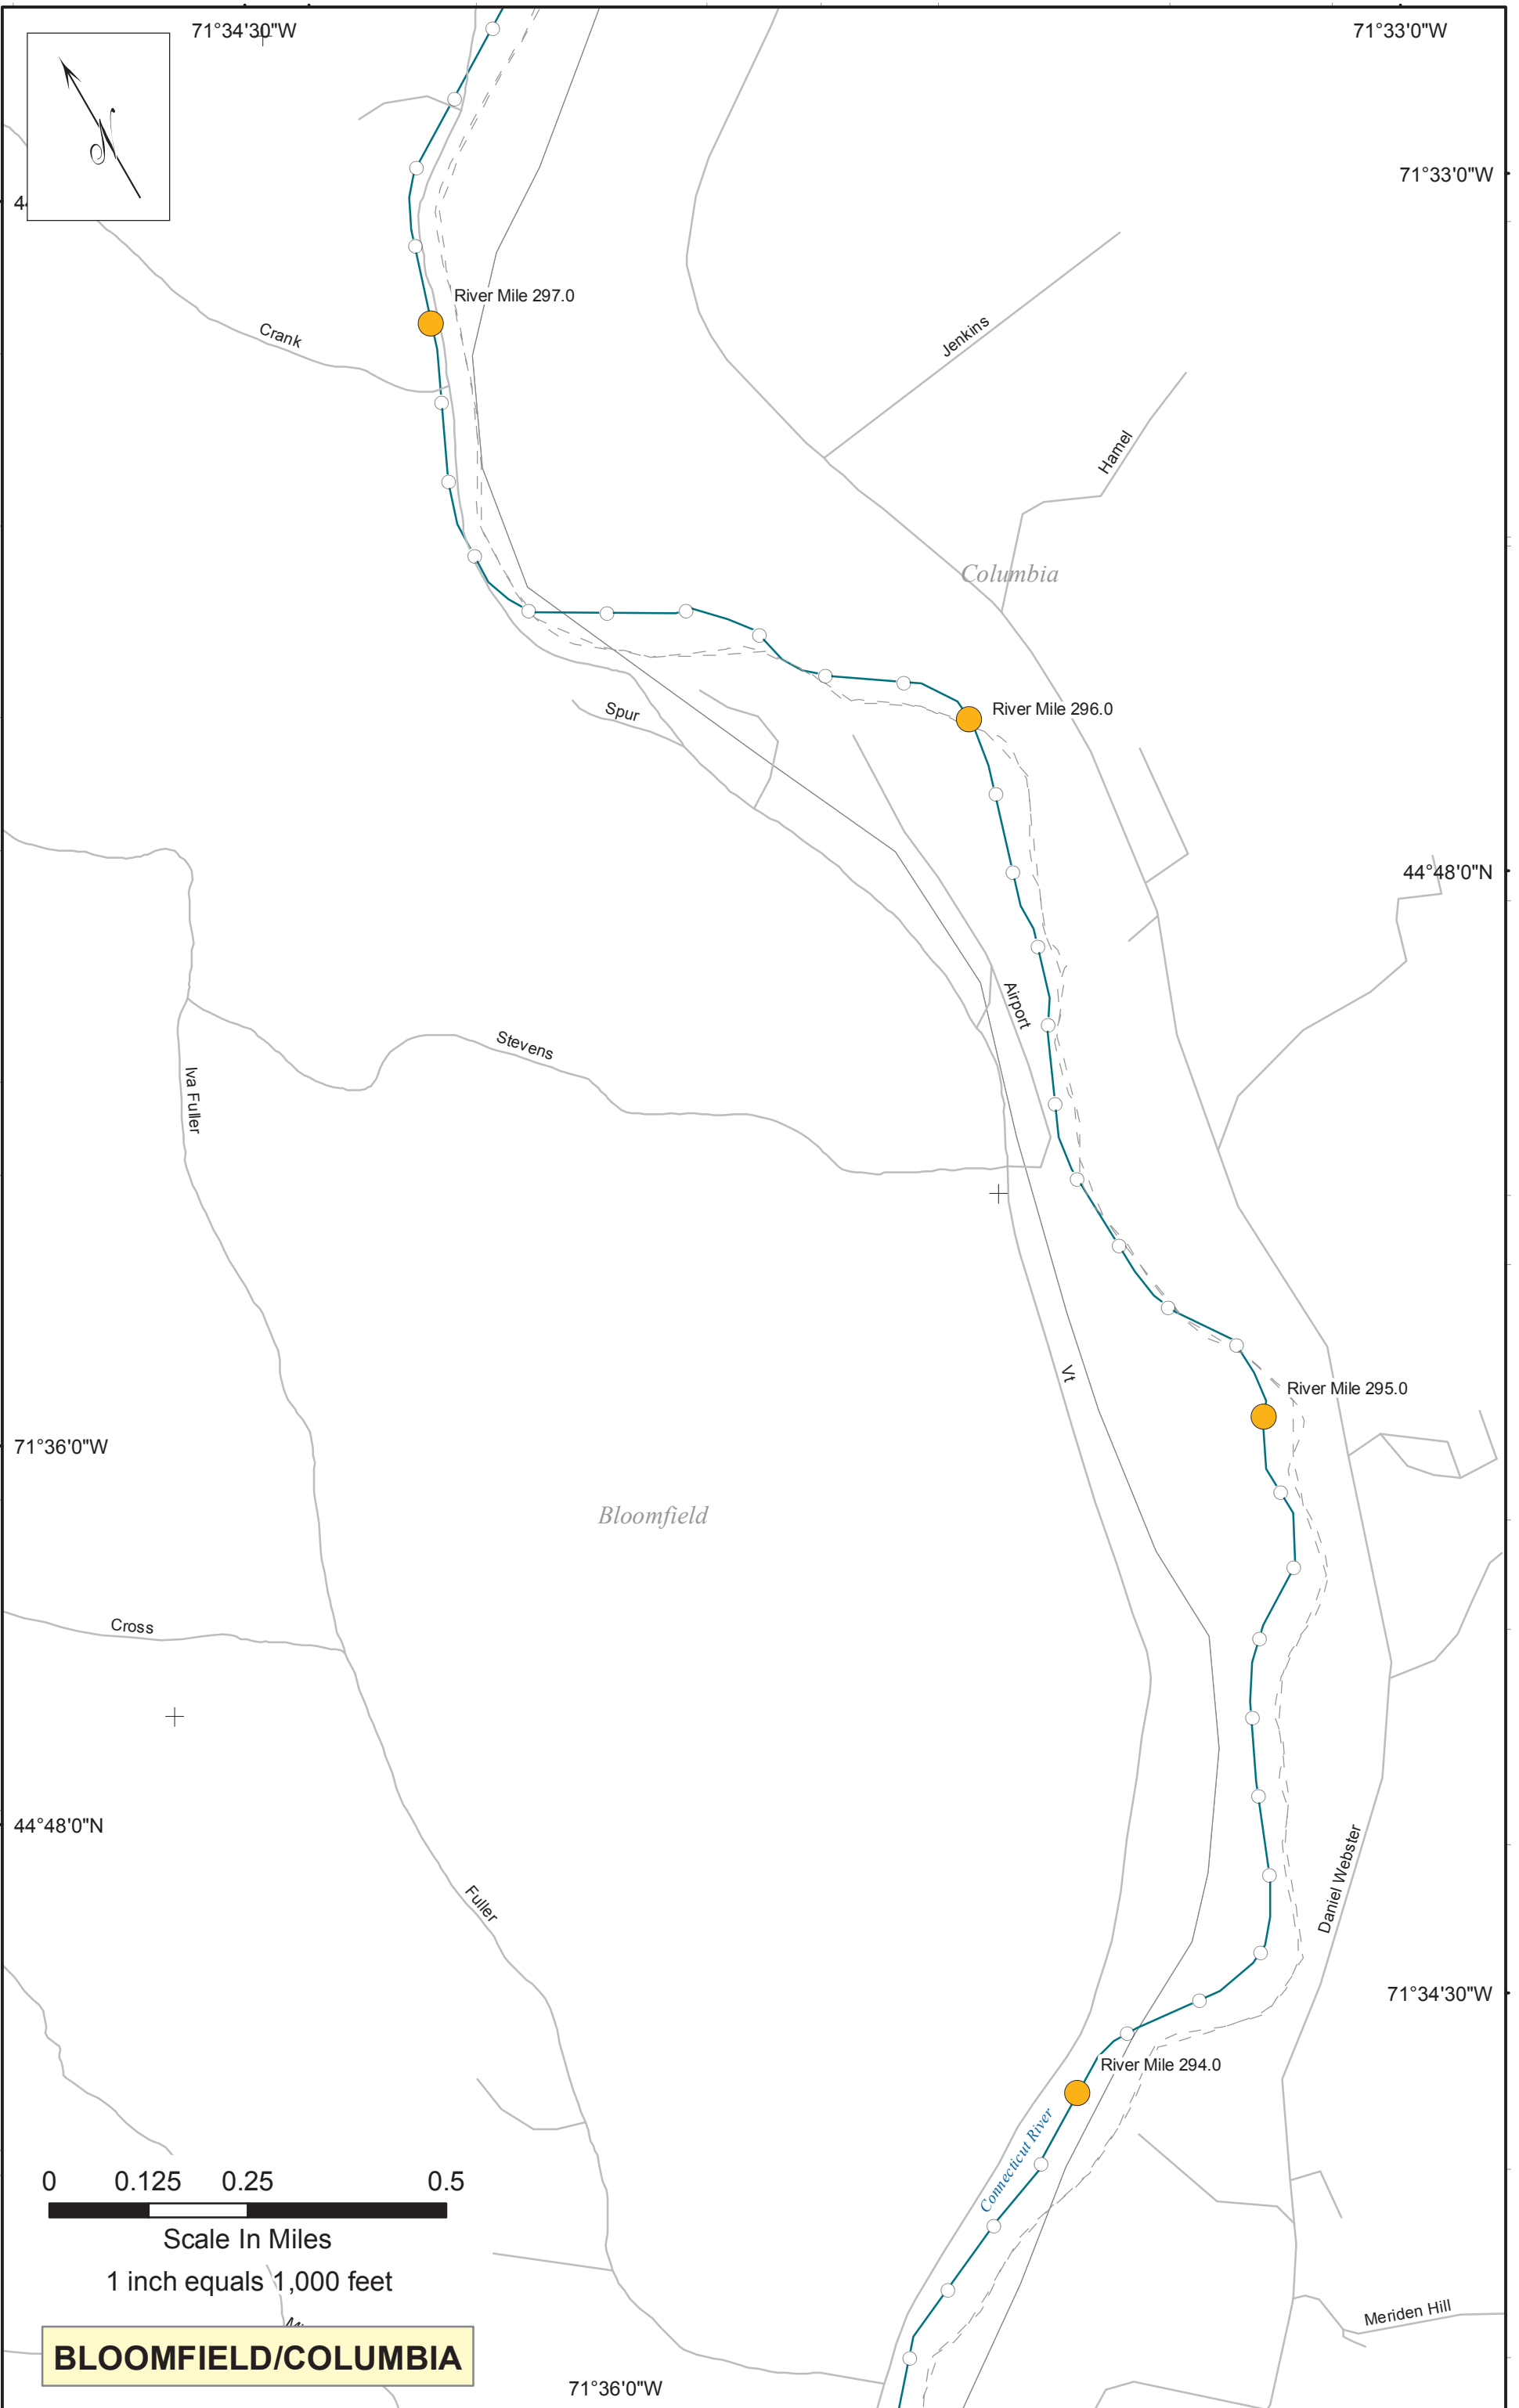 71°34'30"W
71°33'0"W
N
71°33'0"W
River Mile 297.0
Crank
Jenkins
Hamel
Columbia
Spur
River Mile 296.0
44°48'0"N
Airport
Stevens
Iva Fuller
Vt
River Mile 295.0
71°36'0"W
Bloomfield
Cross
44°48'0"N
Daniel Webster
Fuller
71°34'30"W
River Mile 294.0
Connecticut River
0 0.125 0.25 0.5
Scale In Miles
1 inch equals 1,000 feet
Meriden Hill
BLOOMFIELD/COLUMBIA
71°36'0"W